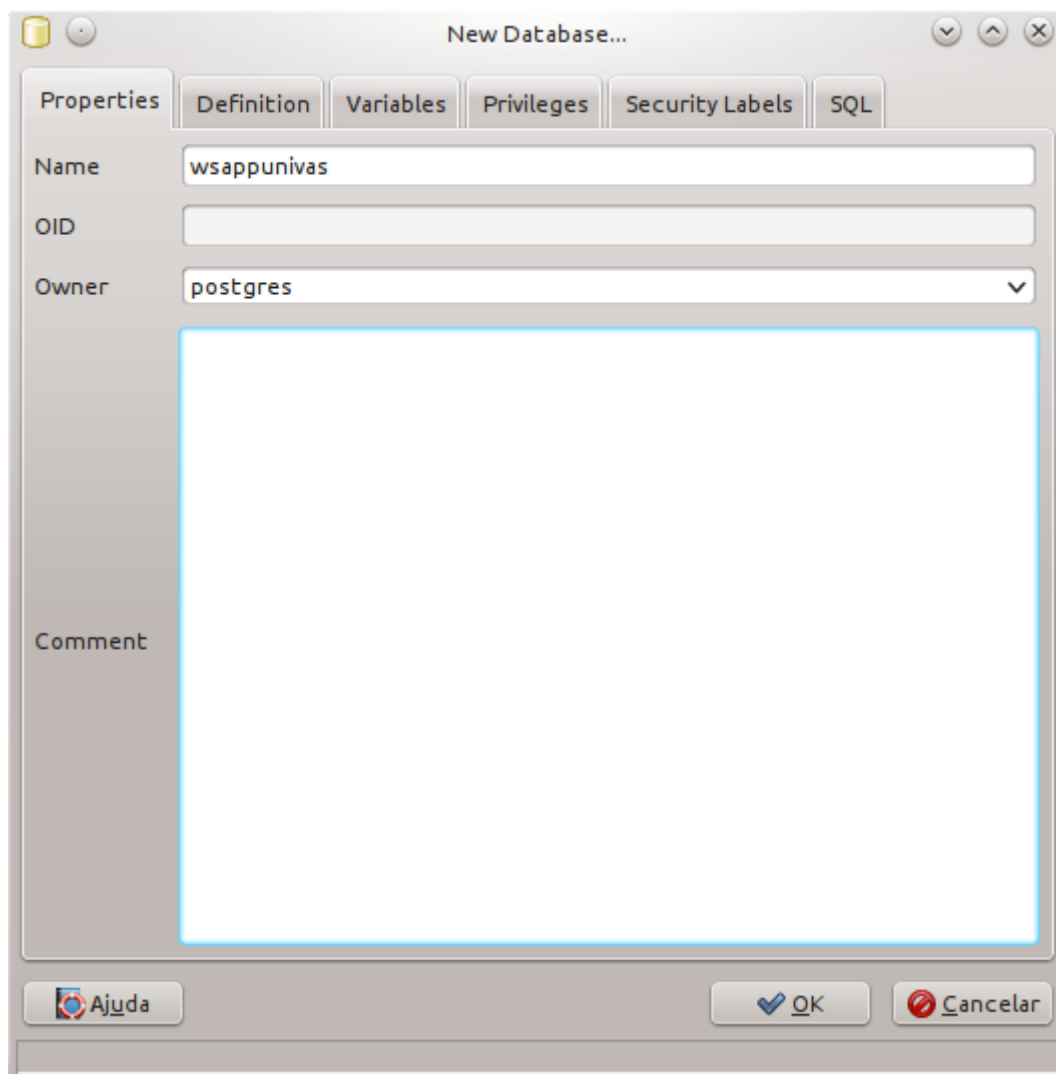 New Database...
Properties Definition Variables Privileges Security Labels SQL
Name wsappunivas
OID
Owner postgres
Comment
Ajuda OK Cancelar